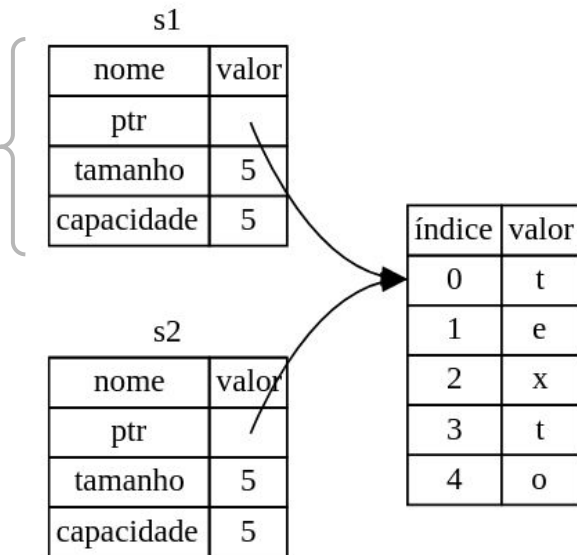 s1
nome valor
ptr
tamanho 5
capacidade 5
s2
nome valor
ptr
tamanho 5
capacidade 5
índice valor
0 t
1 e
2 x
3 t
4 o